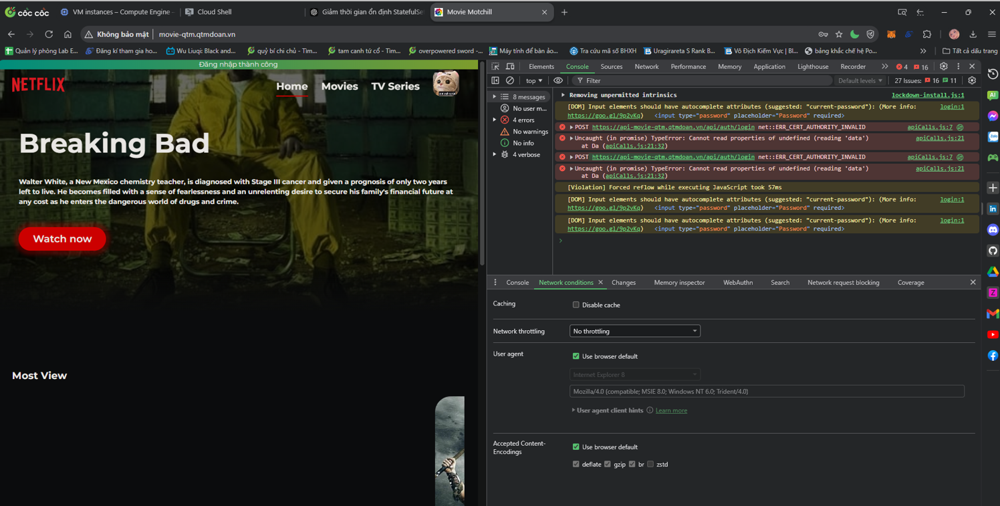 cốc cốc
VM instances – Compute Engine -
Cloud Shell
Giảm thời gian ổn định StatefulSe
Movie Motchill
Không bảo mật
movie-qtm.qtmdoan.vn
Quản lý phòng Lab E...
Đăng kí tham gia ho...
Wu Liuqi: Black and...
quỷ bí chi chủ - Tìm...
tam canh tứ cố - Tìm...
overpowered sword -...
Máy tính để bàn ảo...
Tra cứu mã số BHXH
Uragirareta S Rank B...
Võ Địch Kiếm Vực | Bl...
bảng khắc chế hệ Po...
Tất cả dấu trang
Đăng nhập thành công
NETFLIX
Home
Movies
TV Series
Breaking Bad
Walter White, a New Mexico chemistry teacher, is diagnosed with Stage III cancer and given a prognosis of only two years
left to live. He becomes filled with a sense of fearlessness and an unrelenting desire to secure his family's financial future at
any cost as he enters the dangerous world of drugs and crime.
Watch now
Most View
Elements
Console
Sources
Network
Performance
Memory
Application
Lighthouse
Recorder
4
16
top
Filter
Default levels
27 Issues:
16
11
8 messages
No user m...
4 errors
No warnings
No info
4 verbose
Removing unpermitted intrinsics
lockdown-install.js:1
[DOM] Input elements should have autocomplete attributes (suggested: "current-password"): (More info:
login:1
https://goo.gl/9p2vKq) <input type="password" placeholder="Password" required>
POST https://api-movie-qtm.qtmdoan.vn/api/auth/login net::ERR_CERT_AUTHORITY_INVALID
apiCalls.js:7
Uncaught (in promise) TypeError: Cannot read properties of undefined (reading 'data')
apiCalls.js:21
at Da (apiCalls.js:21:32)
POST https://api-movie-qtm.qtmdoan.vn/api/auth/login net::ERR_CERT_AUTHORITY_INVALID
apiCalls.js:7
Uncaught (in promise) TypeError: Cannot read properties of undefined (reading 'data')
apiCalls.js:21
at Da (apiCalls.js:21:32)
[Violation] Forced reflow while executing JavaScript took 57ms
[DOM] Input elements should have autocomplete attributes (suggested: "current-password"): (More info:
login:1
https://goo.gl/9p2vKq) <input type="password" placeholder="Password" required>
[DOM] Input elements should have autocomplete attributes (suggested: "current-password"): (More info:
login:1
https://goo.gl/9p2vKq) <input type="password" placeholder="Password" required>
Console
Network conditions
Changes
Memory inspector
WebAuthn
Search
Network request blocking
Coverage
Caching
Disable cache
Network throttling
No throttling
User agent
Use browser default
Internet Explorer 8
Mozilla/4.0 (compatible; MSIE 8.0; Windows NT 6.0; Trident/4.0)
User agent client hints
Learn more
Accepted Content-
Encodings
Use browser default
deflate
gzip
br
zstd
AI
Zalo
in
Z